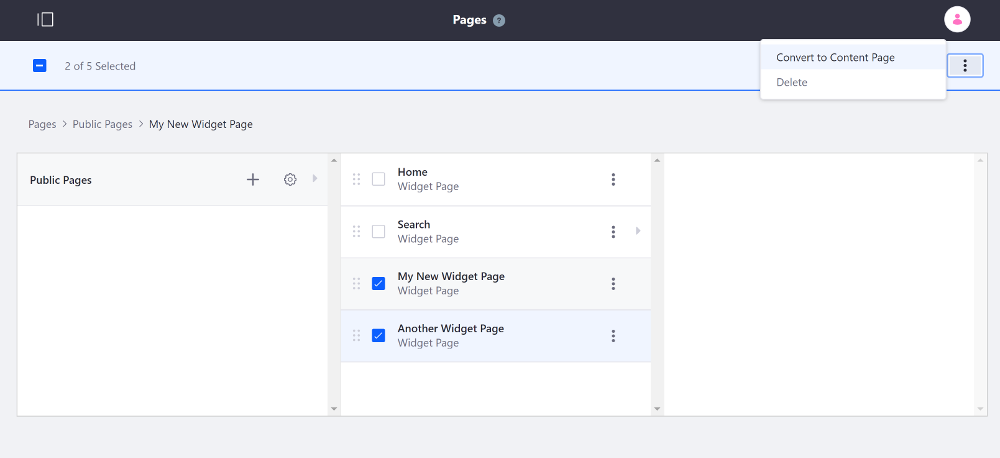 Pages ?
2 of 5 Selected
Convert to Content Page
Delete
Pages > Public Pages > My New Widget Page
Public Pages
Home
Widget Page
Search
Widget Page
My New Widget Page
Widget Page
Another Widget Page
Widget Page